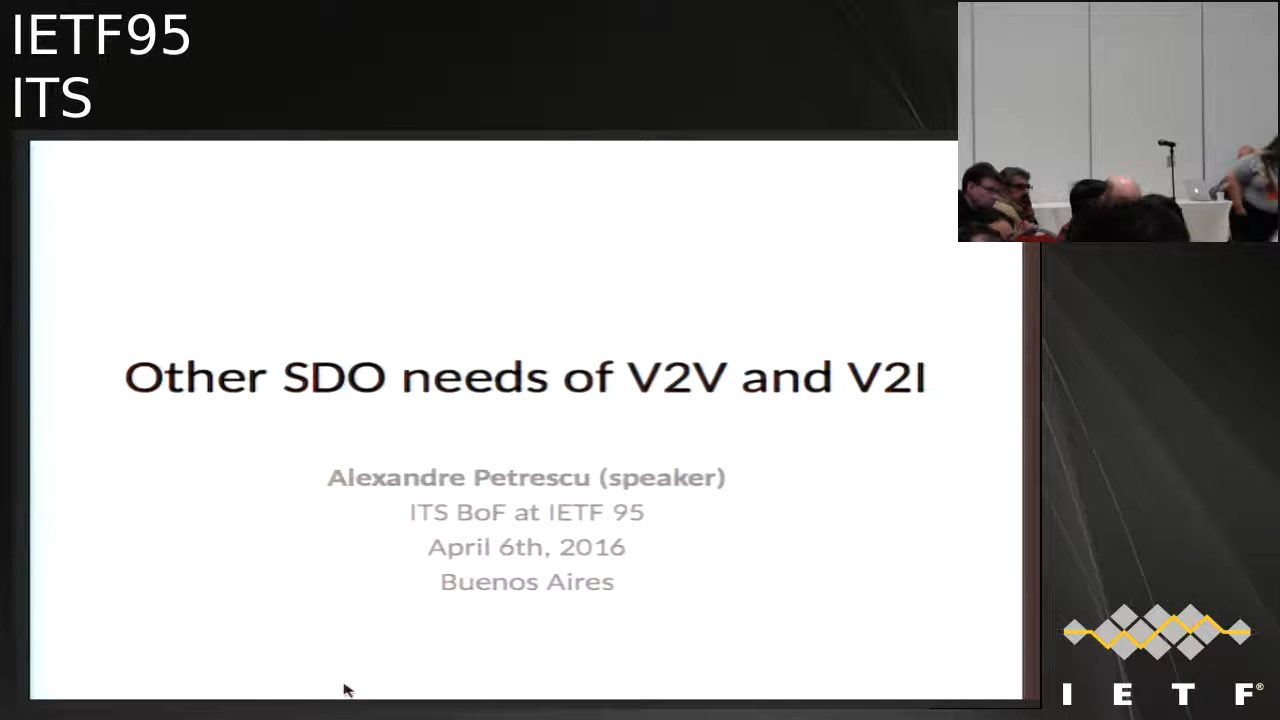 IETF95
ITS
Other SDO needs of V2V and V2I
Alexandre Petrescu (speaker)
ITS BoF at IETF 95
April 6th, 2016
Buenos Aires
I E T F®